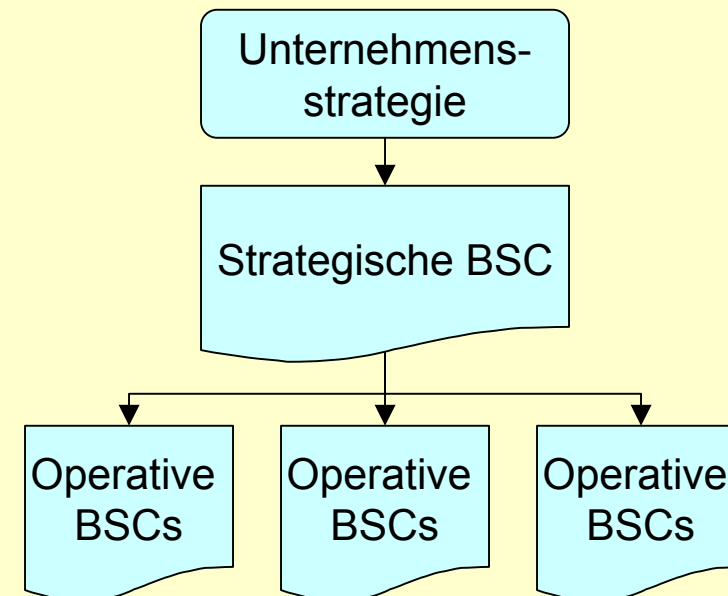 Unternehmens-
strategie
Strategische BSC
Operative
BSCs
Operative
BSCs
Operative
BSCs